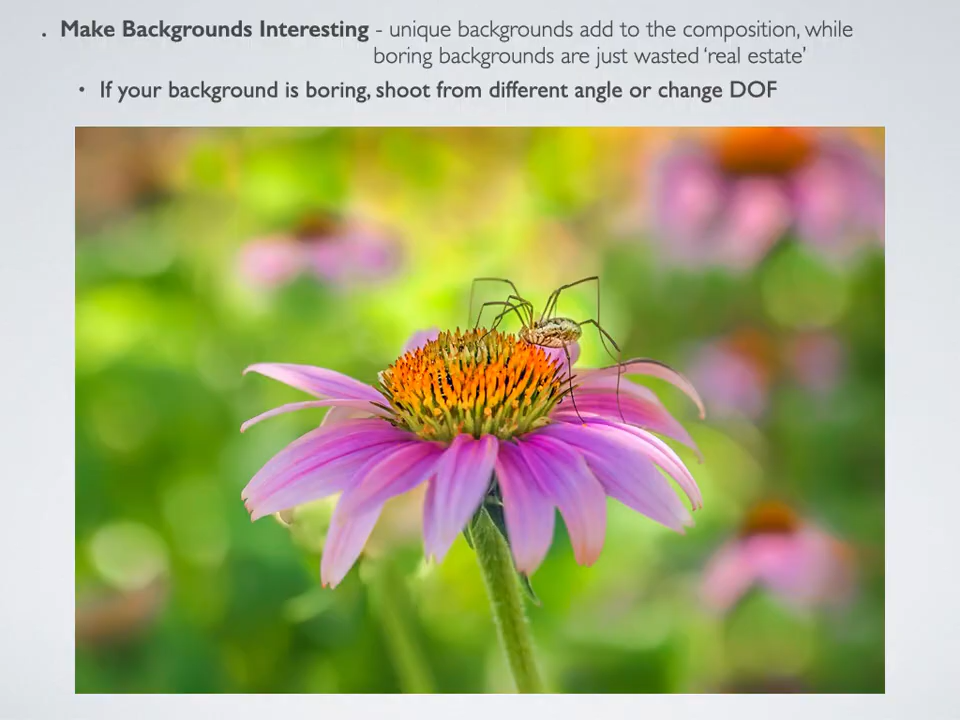 . Make Backgrounds Interesting - unique backgrounds add to the composition, while
boring backgrounds are just wasted ‘real estate’
• If your background is boring, shoot from different angle or change DOF